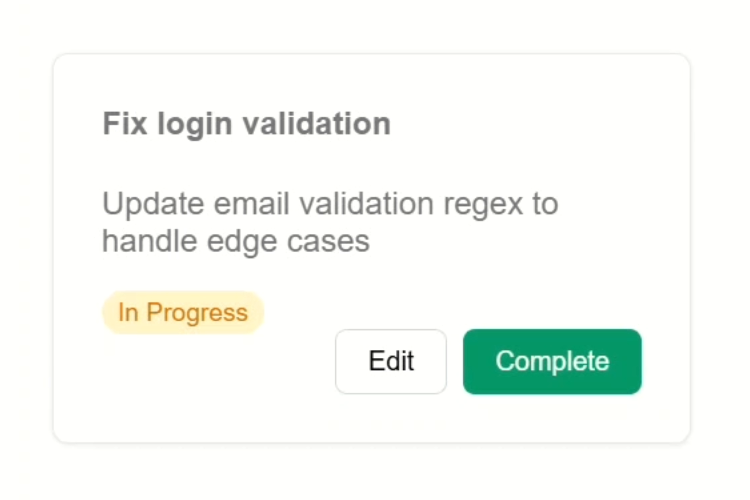 Fix login validation
Update email validation regex to
handle edge cases
In Progress
Edit Complete